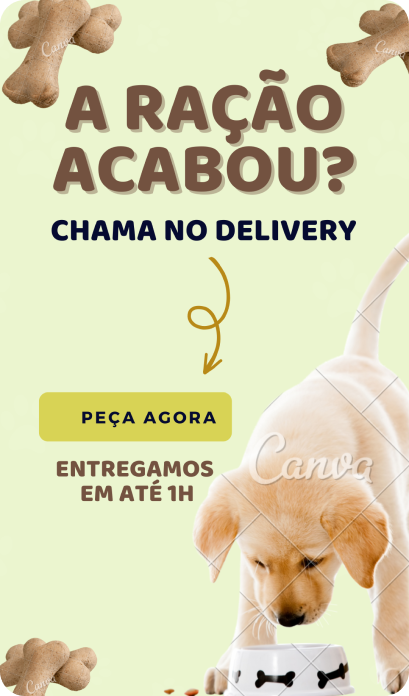 A RAÇÃO
ACABOU?
CHAMA NO DELIVERY
PEÇA AGORA
ENTREGAMOS
EM ATÉ 1H
Canva